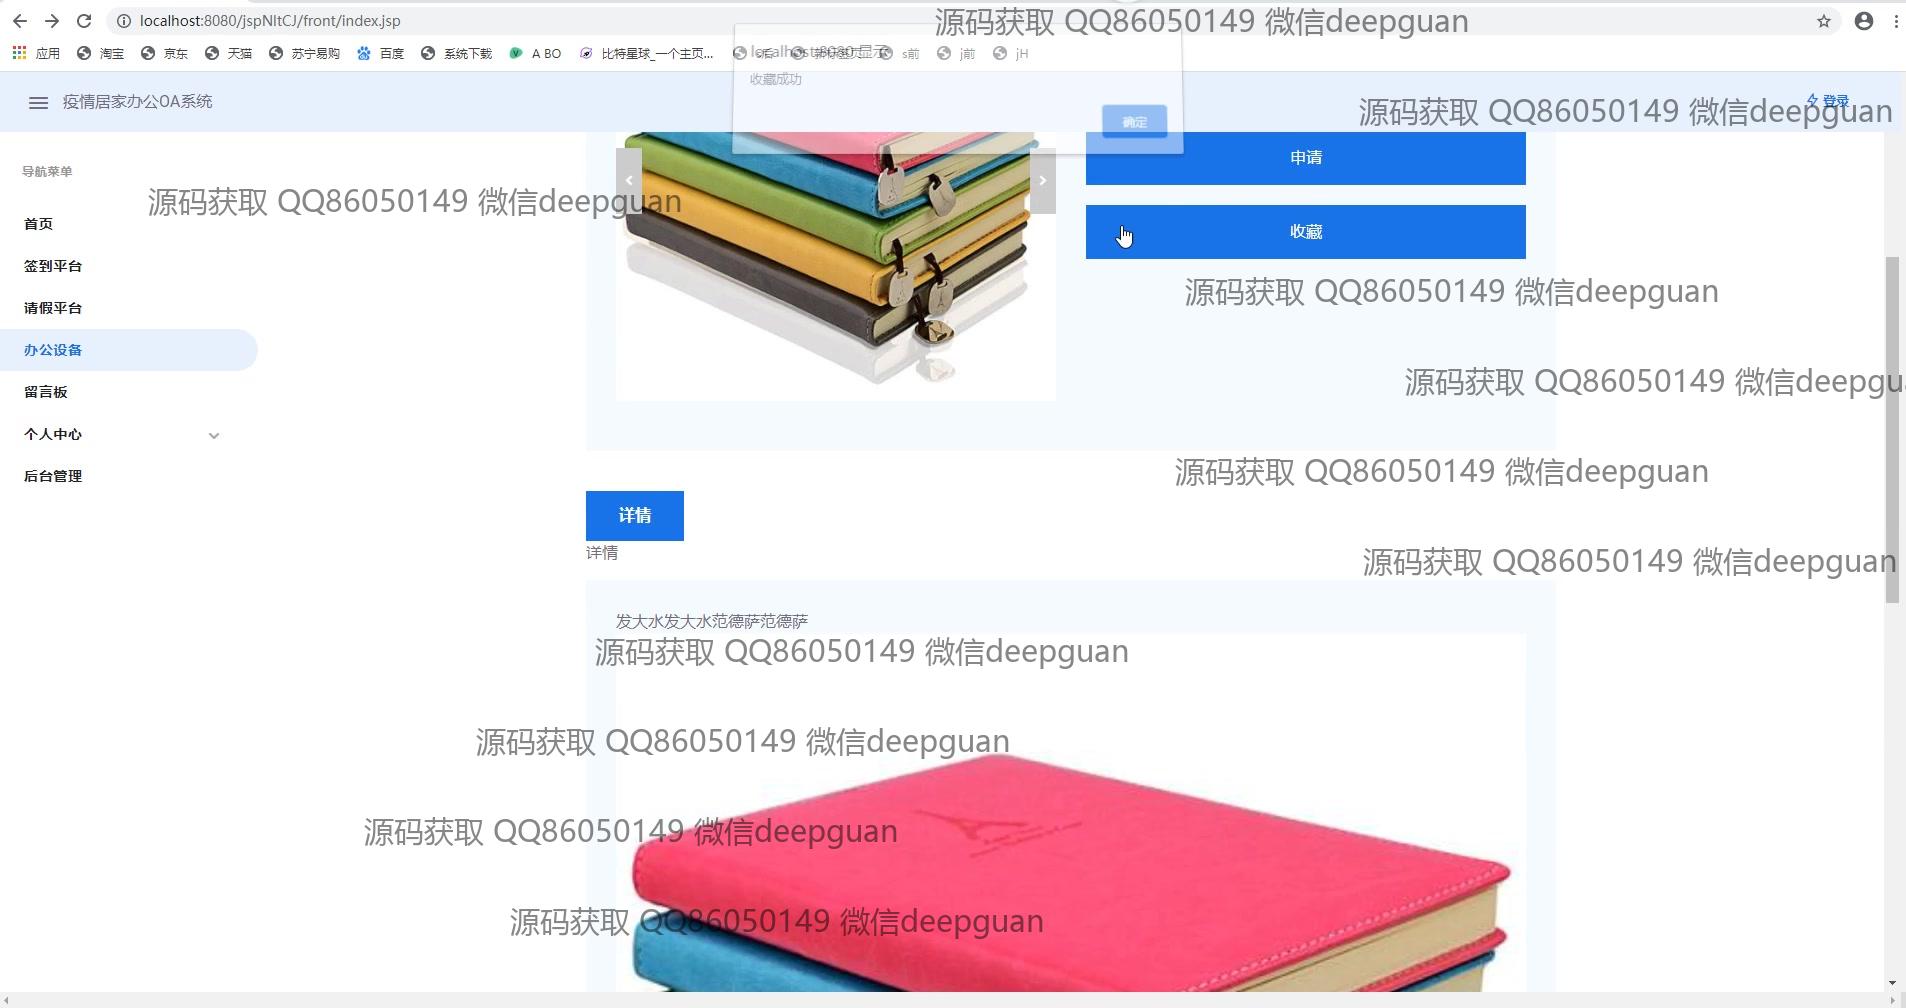 localhost:8080/jspNltCJ/front/index.jsp
源码获取 QQ86050149 微信deepguan
应用 淘宝 京东 天猫 苏宁易购 百度 系统下载 A BO 比特星球_一个主页... s前 j前 jH
localhost:8080 显示
收藏成功
确定
疫情居家办公OA系统
登录
源码获取 QQ86050149 微信deepguan
导航菜单
申请
源码获取 QQ86050149 微信deepguan
首页
收藏
签到平台
源码获取 QQ86050149 微信deepguan
请假平台
办公设备
源码获取 QQ86050149 微信deepgu
留言板
个人中心
源码获取 QQ86050149 微信deepguan
后台管理
详情
详情
源码获取 QQ86050149 微信deepguan
发大水发大水范德萨范德萨
源码获取 QQ86050149 微信deepguan
源码获取 QQ86050149 微信deepguan
源码获取 QQ86050149 微信deepguan
源码获取 QQ86050149 微信deepguan